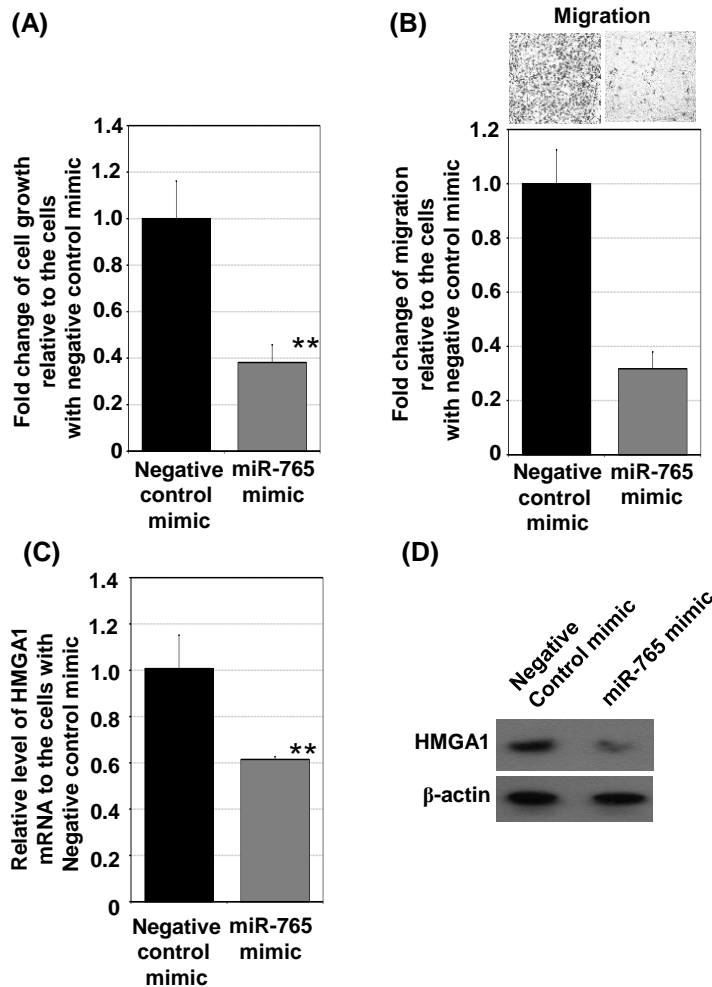 (A)
Fold change of cell growth
relative to the cells
with negative control mimic
1.4
1.2
1.0
0.8
0.6
0.4
0.2
0
**
Negative
control
mimic
miR-765
mimic
(B)
Migration
Fold change of migration
relative to the cells
with negative control mimic
1.2
1.0
0.8
0.6
0.4
0.2
0
Negative
control
mimic
miR-765
mimic
(C)
Relative level of HMGA1
mRNA to the cells with
Negative control mimic
1.4
1.2
1.0
0.8
0.6
0.4
0.2
0
**
Negative
control
mimic
miR-765
mimic
(D)
Negative
Control mimic
miR-765 mimic
HMGA1
β-actin